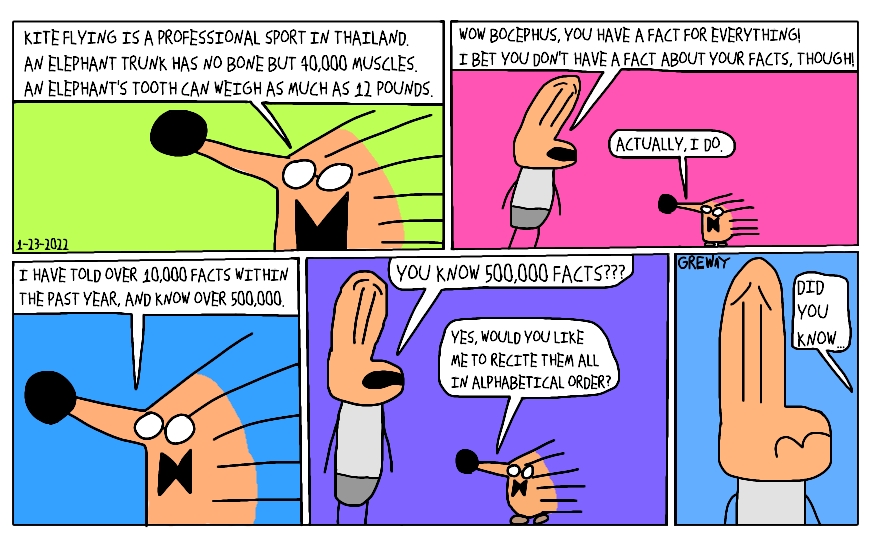 KITE FLYING IS A PROFESSIONAL SPORT IN THAILAND.
AN ELEPHANT TRUNK HAS NO BONE BUT 40,000 MUSCLES.
AN ELEPHANT'S TOOTH CAN WEIGH AS MUCH AS 12 POUNDS.
1-23-2022
WOW BOCEPHUS, YOU HAVE A FACT FOR EVERYTHING!
I BET YOU DON'T HAVE A FACT ABOUT YOUR FACTS, THOUGH!
ACTUALLY, I DO.
I HAVE TOLD OVER 10,000 FACTS WITHIN
THE PAST YEAR, AND KNOW OVER 500,000.
YOU KNOW 500,000 FACTS???
YES, WOULD YOU LIKE
ME TO RECITE THEM ALL
IN ALPHABETICAL ORDER?
GREWAY
DID
YOU
KNOW...